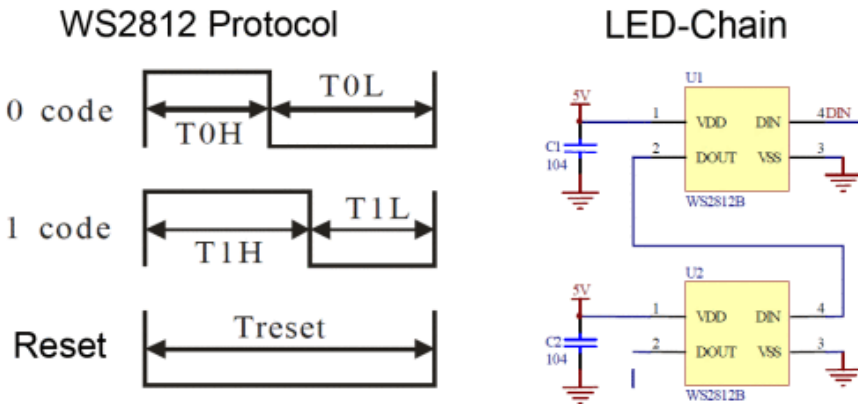 WS2812 Protocol
0 code
T0H
T0L
1 code
T1H
T1L
Reset
Treset
LED-Chain
U1
5V
1
VDD
DIN
4
DIN
C1
104
2
DOUT
VSS
3
WS2812B
U2
5V
1
VDD
DIN
4
C2
104
2
DOUT
VSS
3
WS2812B